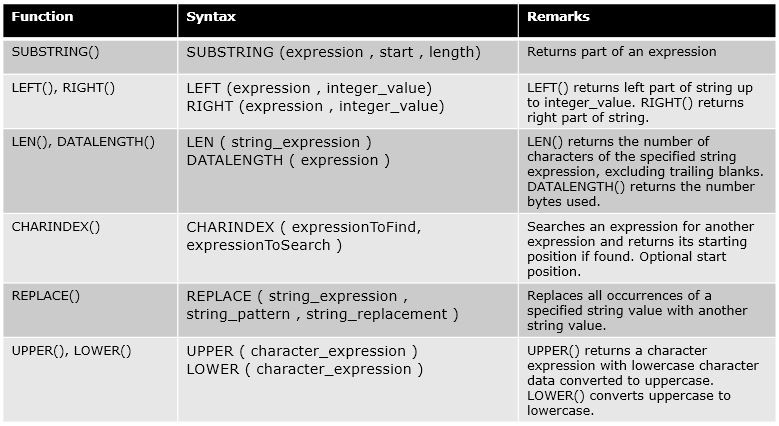 Function Syntax Remarks
SUBSTRING() SUBSTRING (expression , start , length) Returns part of an expression
LEFT(), RIGHT() LEFT (expression , integer_value) LEFT() returns left part of string up
RIGHT (expression , integer_value) to integer_value. RIGHT() returns
right part of string.
LEN(), DATALENGTH() LEN ( string_expression ) LEN() returns the number of
DATALENGTH ( expression ) characters of the specified string
expression, excluding trailing blanks.
DATALENGTH() returns the number
bytes used.
CHARINDEX() CHARINDEX ( expressionToFind, Searches an expression for another
expressionToSearch ) expression and returns its starting
position if found. Optional start
position.
REPLACE() REPLACE ( string_expression , Replaces all occurrences of a
string_pattern , string_replacement ) specified string value with another
string value.
UPPER(), LOWER() UPPER ( character_expression ) UPPER() returns a character
LOWER ( character_expression ) expression with lowercase character
data converted to uppercase.
LOWER() converts uppercase to
lowercase.